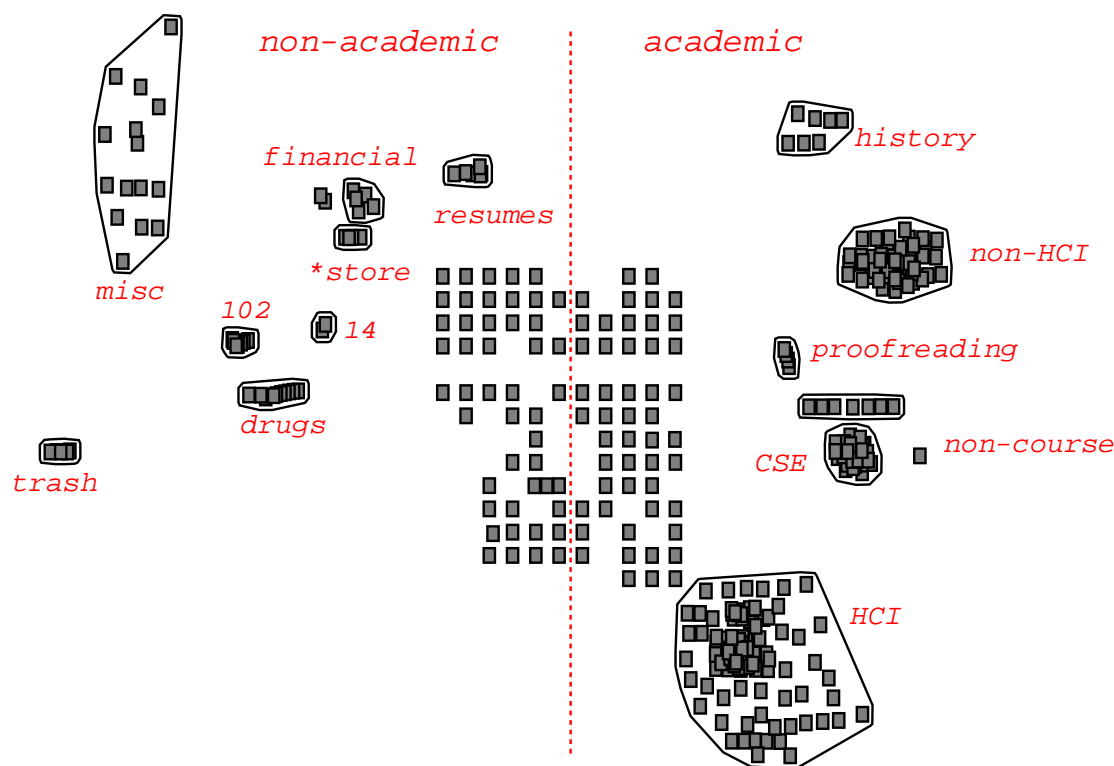 non-academic
academic
history
financial
resumes
non-HCI
*store
misc
102
14
proofreading
drugs
non-course
CSE
trash
HCI